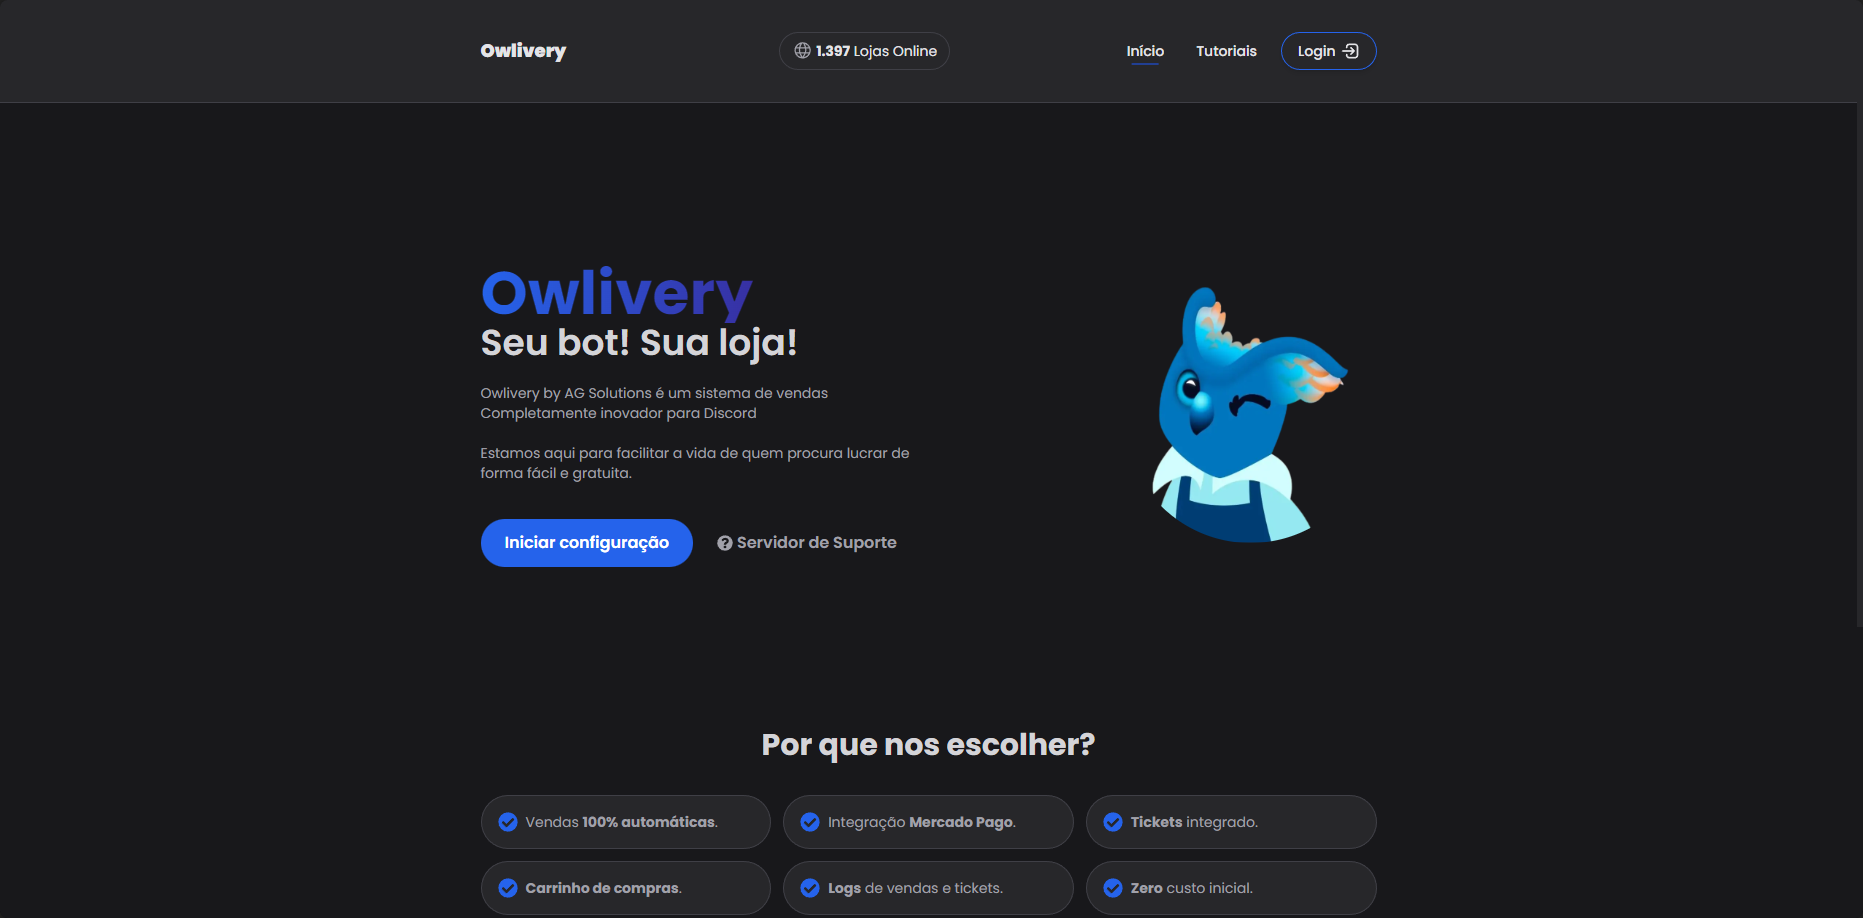 Owlivery
1.397 Lojas Online
Início
Tutoriais
Login
Owlivery
Seu bot! Sua loja!
Owlivery by AG Solutions é um sistema de vendas
Completamente inovador para Discord
Estamos aqui para facilitar a vida de quem procura lucrar de
forma fácil e gratuita.
Iniciar configuração
Servidor de Suporte
Por que nos escolher?
Vendas 100% automáticas.
Integração Mercado Pago.
Tickets integrado.
Carrinho de compras.
Logs de vendas e tickets.
Zero custo inicial.